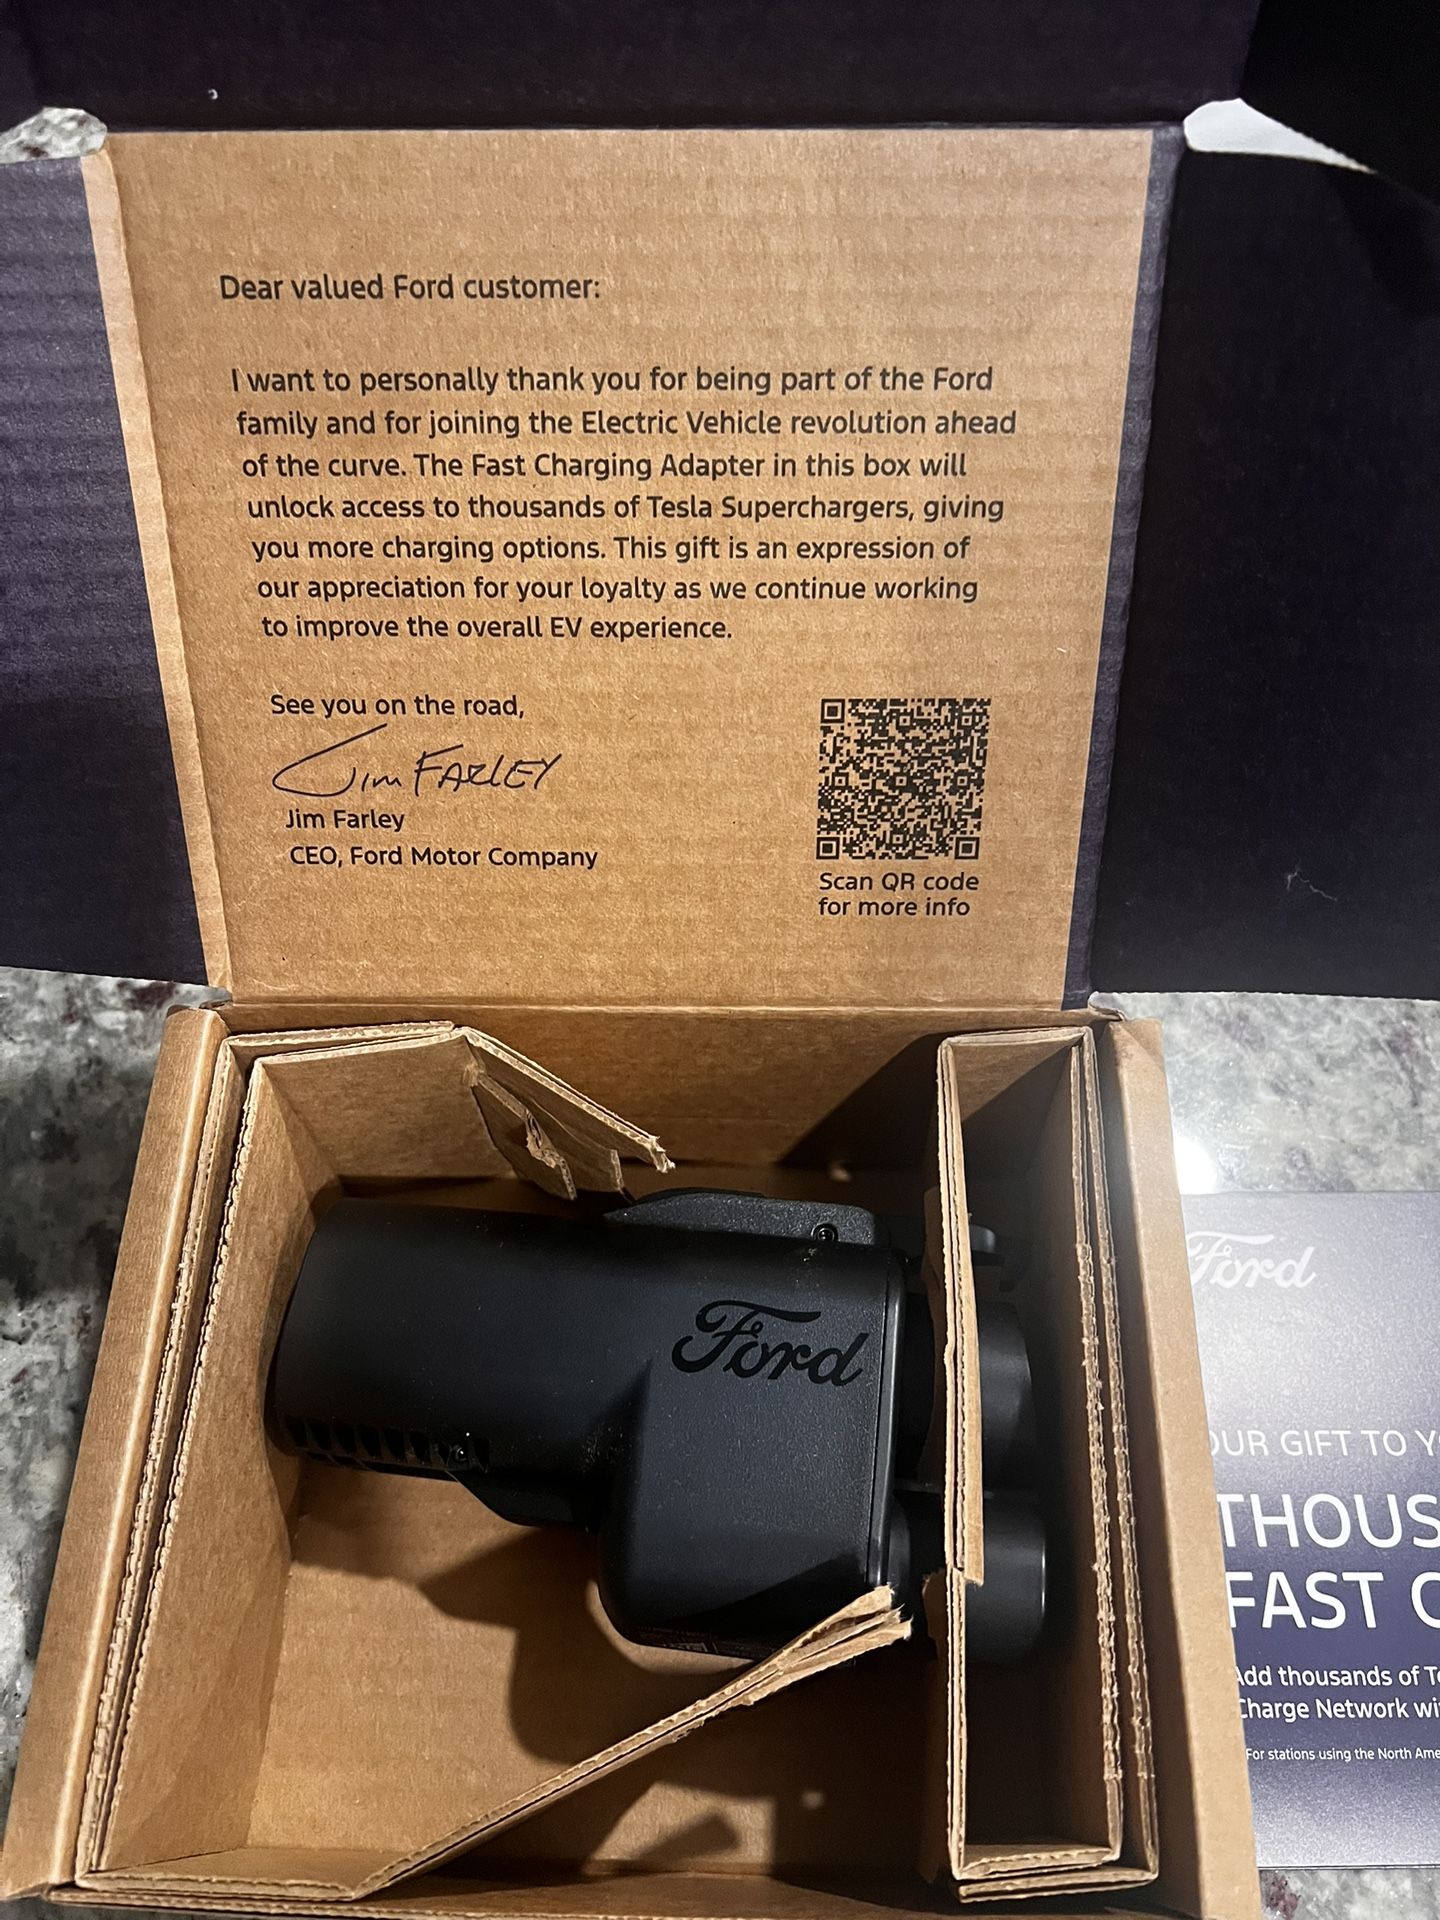 Dear valued Ford customer:
I want to personally thank you for being part of the Ford
family and for joining the Electric Vehicle revolution ahead
of the curve. The Fast Charging Adapter in this box will
unlock access to thousands of Tesla Superchargers, giving
you more charging options. This gift is an expression of
our appreciation for your loyalty as we continue working
to improve the overall EV experience.
See you on the road,
Jim FARLEY
Jim Farley
CEO, Ford Motor Company
Scan QR code
for more info
Ford
Ford
OUR GIFT TO Y
THOUS
FAST C
Add thousands of Te
Charge Network wi
For stations using the North Ame